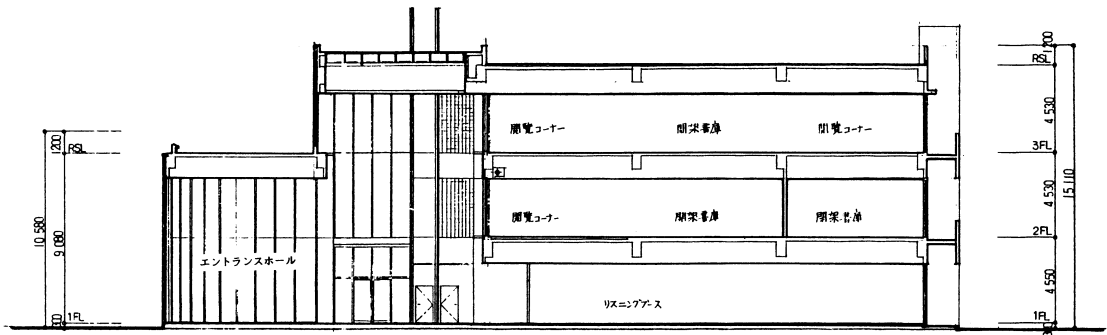 1200
RSL
閲覧コーナー
開架書庫
閲覧コーナー
4 530
1200
RSL
3FL
10 580
9 080
閲覧コーナー
開架書庫
開架書庫
4 530
15 110
2FL
エントランスホール
リスニングブース
4 550
1FL
1FL
300